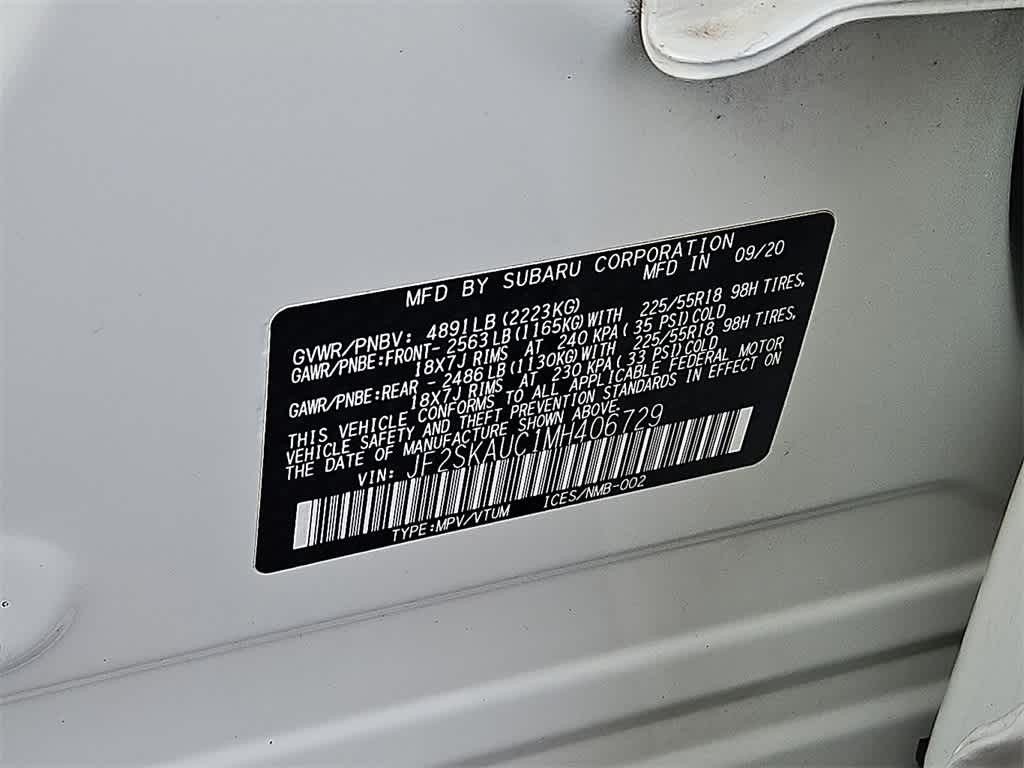 MFD BY SUBARU CORPORATION
MFD IN 09/20
GVWR/PNBV: 4891LB (2223KG)
GAWR/PNBE:FRONT- 2563LB(1165KG)WITH 225/55R18 98H TIRES,
18x7J RIMS AT 240 KPA( 35 PSI)COLD
GAWR/PNBE:REAR - 2486LB(1130KG)WITH 225/55R18 98H TIRES,
18x7J RIMS AT 230 KPA( 33 PSI)COLD
THIS VEHICLE CONFORMS TO ALL APPLICABLE FEDERAL MOTOR
VEHICLE SAFETY AND THEFT PREVENTION STANDARDS IN EFFECT ON
THE DATE OF MANUFACTURE SHOWN ABOVE.
VIN: JF2SKAUC1MH406729
TYPE:MPV/VTUM ICES/NMB-002